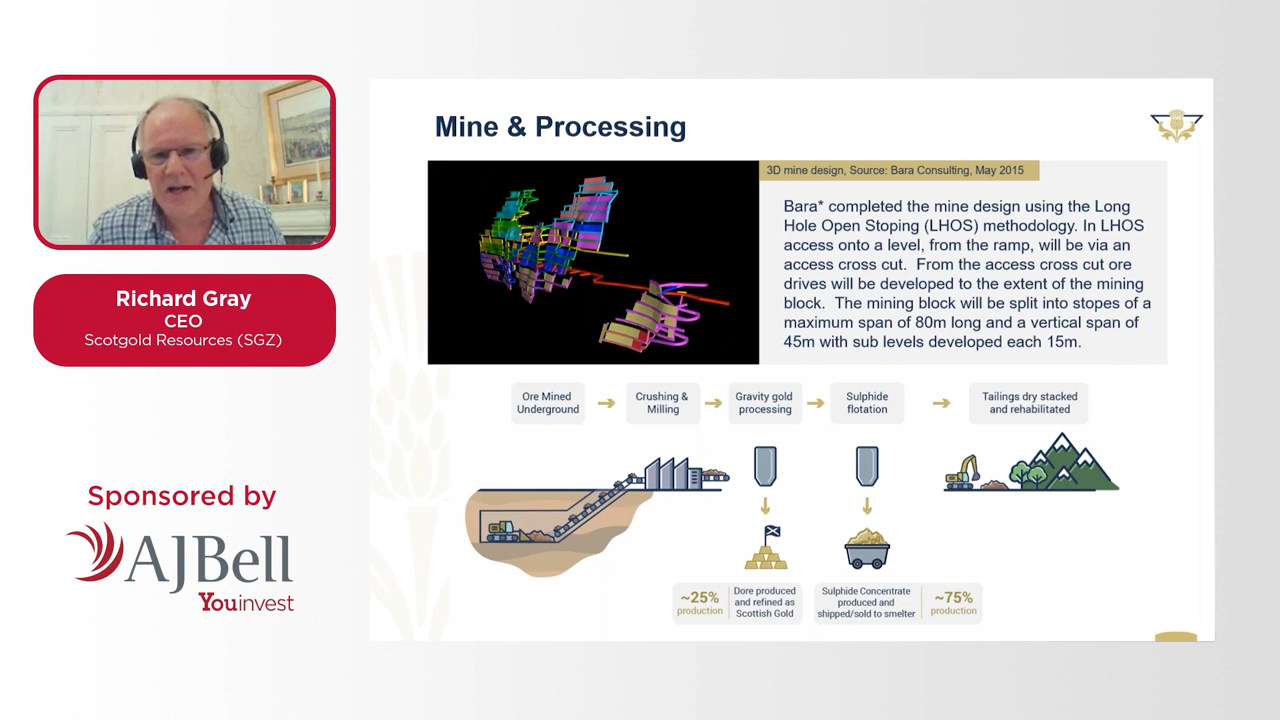 Richard Gray
CEO
Scotgold Resources (SGZ)
Sponsored by
AJBell
Youinvest
Mine & Processing
3D mine design, Source: Bara Consulting, May 2015
Bara* completed the mine design using the Long
Hole Open Stoping (LHOS) methodology. In LHOS
access onto a level, from the ramp, will be via an
access cross cut.  From the access cross cut ore
drives will be developed to the extent of the mining
block.  The mining block will be split into stopes of a
maximum span of 80m long and a vertical span of
45m with sub levels developed each 15m.
Ore Mined
Underground
Crushing &
Milling
Gravity gold
processing
Sulphide
flotation
Tailings dry stacked
and rehabilitated
~25%
production
Dore produced
and refined as
Scottish Gold
Sulphide Concentrate
produced and
shipped/sold to smelter
~75%
production